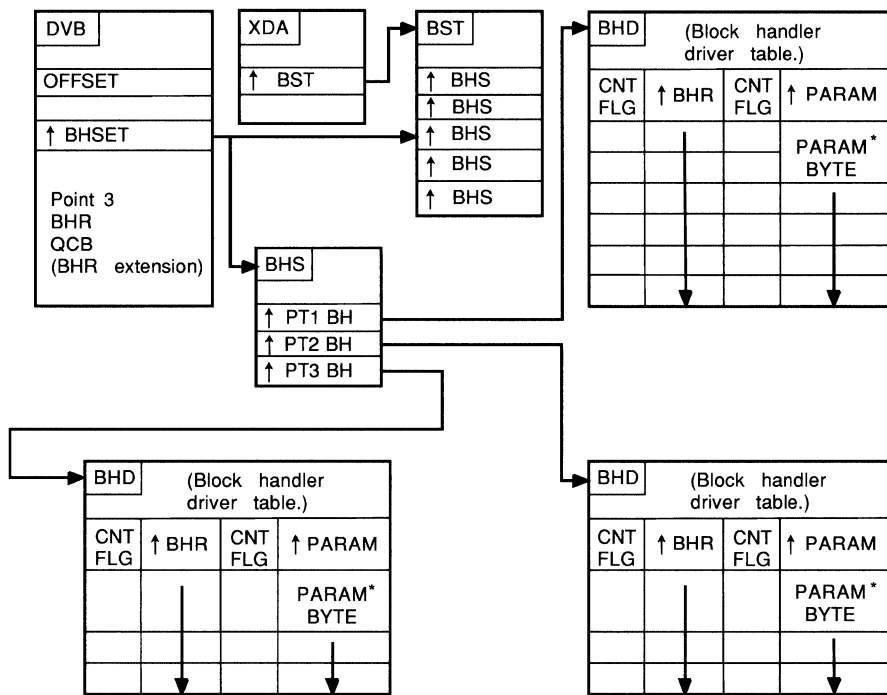 DVB
OFFSET
↑ BHSET
Point 3
BHR
QCB
(BHR extension)
XDA
↑ BST
BST
↑ BHS
↑ BHS
↑ BHS
↑ BHS
↑ BHS
BHS
↑ PT1 BH
↑ PT2 BH
↑ PT3 BH
BHD
(Block handler
driver table.)
CNT
FLG
↑ BHR
CNT
FLG
↑ PARAM
PARAM*
BYTE
BHD
(Block handler
driver table.)
CNT
FLG
↑ BHR
CNT
FLG
↑ PARAM
PARAM*
BYTE
BHD
(Block handler
driver table.)
CNT
FLG
↑ BHR
CNT
FLG
↑ PARAM
PARAM*
BYTE